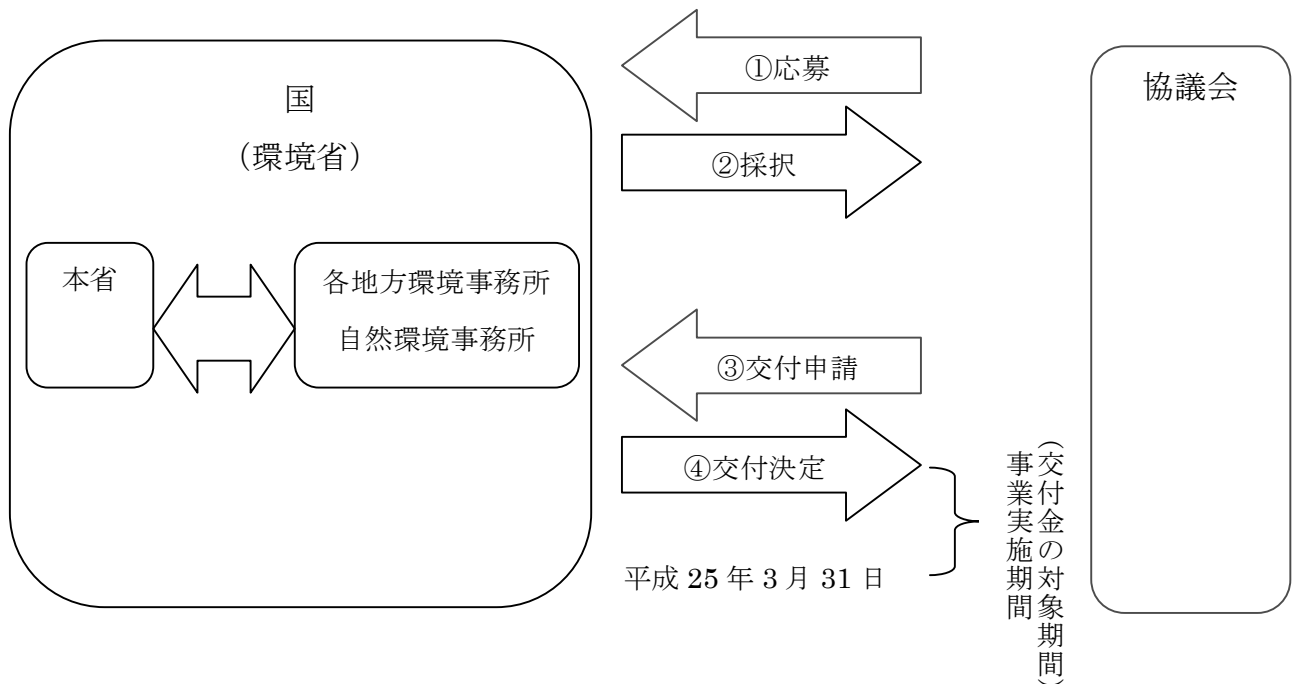 国
（環境省）
本省
各地方環境事務所
自然環境事務所
①応募
②採択
③交付申請
④交付決定
平成 25 年 3 月 31 日
事業実施期間
（交付金の対象期間）
協議会